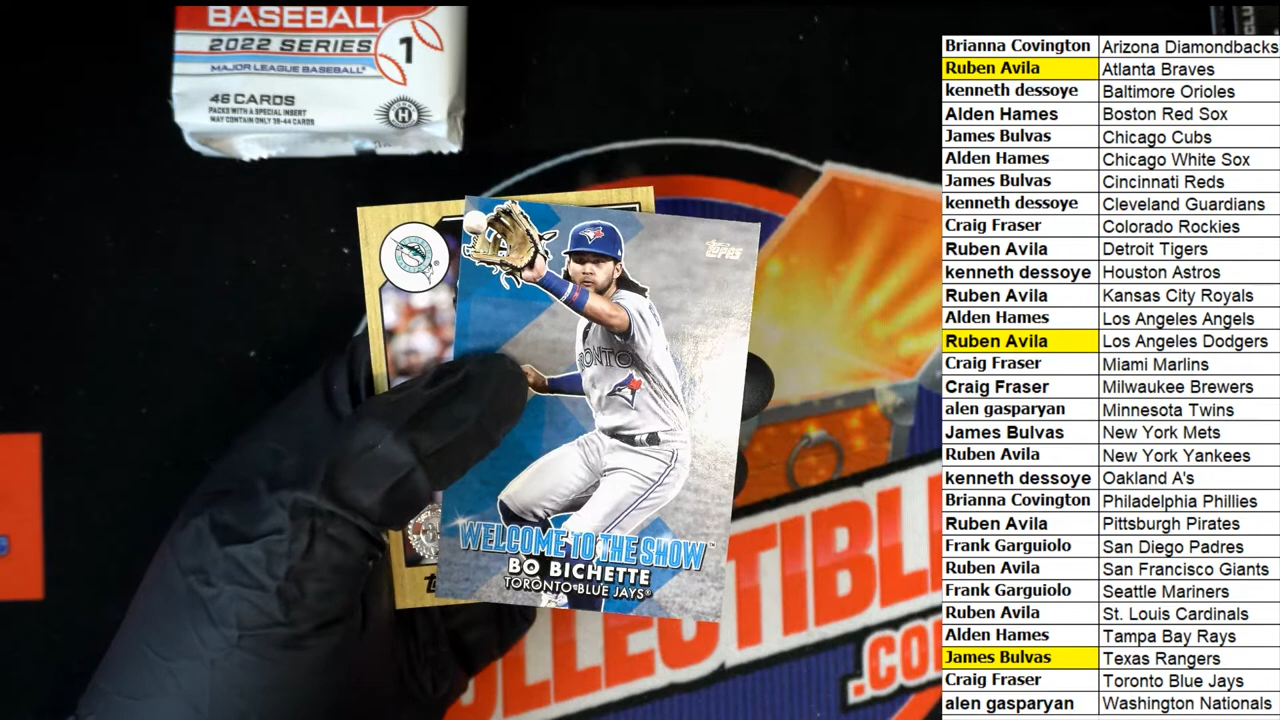 BASEBALL
2022 SERIES 1
MAJOR LEAGUE BASEBALL
46 CARDS
PACKS WITH A SPECIAL INSERT
MAY CONTAIN ONLY 38-44 CARDS
H
TOPPS
RONTO
WELCOME TO THE SHOW™
BO BICHETTE
TORONTO BLUE JAYS®
LLECTIBLE
.CO
Brianna Covington Arizona Diamondbacks
Ruben Avila Atlanta Braves
kenneth dessoye Baltimore Orioles
Alden Hames Boston Red Sox
James Bulvas Chicago Cubs
Alden Hames Chicago White Sox
James Bulvas Cincinnati Reds
kenneth dessoye Cleveland Guardians
Craig Fraser Colorado Rockies
Ruben Avila Detroit Tigers
kenneth dessoye Houston Astros
Ruben Avila Kansas City Royals
Alden Hames Los Angeles Angels
Ruben Avila Los Angeles Dodgers
Craig Fraser Miami Marlins
Craig Fraser Milwaukee Brewers
alen gasparyan Minnesota Twins
James Bulvas New York Mets
Ruben Avila New York Yankees
kenneth dessoye Oakland A's
Brianna Covington Philadelphia Phillies
Ruben Avila Pittsburgh Pirates
Frank Garguiolo San Diego Padres
Ruben Avila San Francisco Giants
Frank Garguiolo Seattle Mariners
Ruben Avila St. Louis Cardinals
Alden Hames Tampa Bay Rays
James Bulvas Texas Rangers
Craig Fraser Toronto Blue Jays
alen gasparyan Washington Nationals